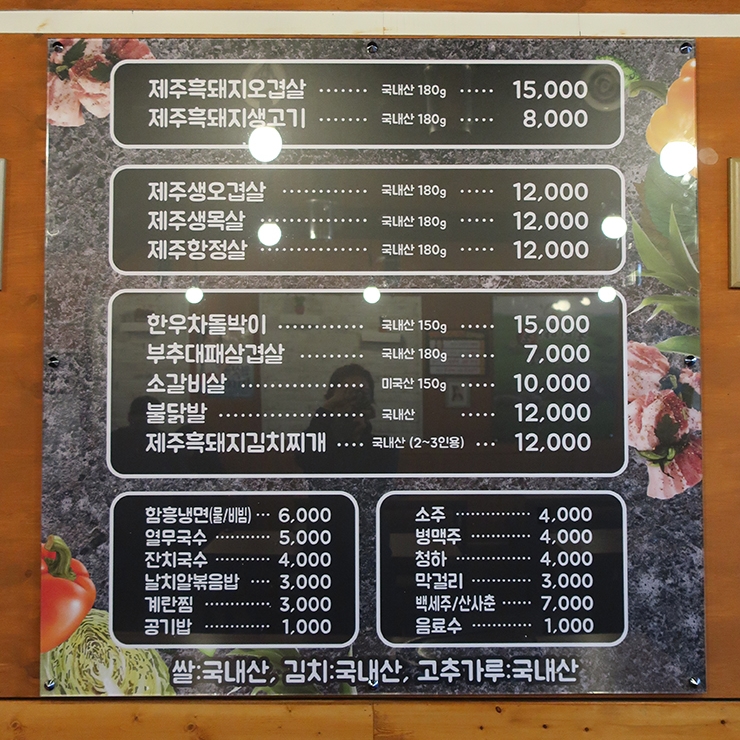 제주흑돼지오겹살 ······· 국내산 180g ····· 15,000
제주흑돼지생고기 ······· 국내산 180g ····· 8,000
제주생오겹살 ············ 국내산 180g ····· 12,000
제주생목살 ·············· 국내산 180g ····· 12,000
제주항정살 ·············· 국내산 180g ····· 12,000
한우차돌박이 ············ 국내산 150g ····· 15,000
부추대패삼겹살 ·········· 국내산 180g ····· 7,000
소갈비살 ················ 미국산 150g ····· 10,000
불닭발 ··················· 국내산 ····· 12,000
제주흑돼지김치찌개 ···· 국내산 (2~3인용) ··· 12,000
함흥냉면(물/비빔) ·· 6,000
열무국수 ··········· 5,000
잔치국수 ··········· 4,000
날치알볶음밥 ···· 3,000
계란찜 ············· 3,000
공기밥 ············· 1,000
소주 ·············· 4,000
병맥주 ··········· 4,000
청하 ·············· 4,000
막걸리 ··········· 3,000
백세주/산사춘 ······ 7,000
음료수 ··········· 1,000
쌀:국내산, 김치:국내산, 고추가루:국내산